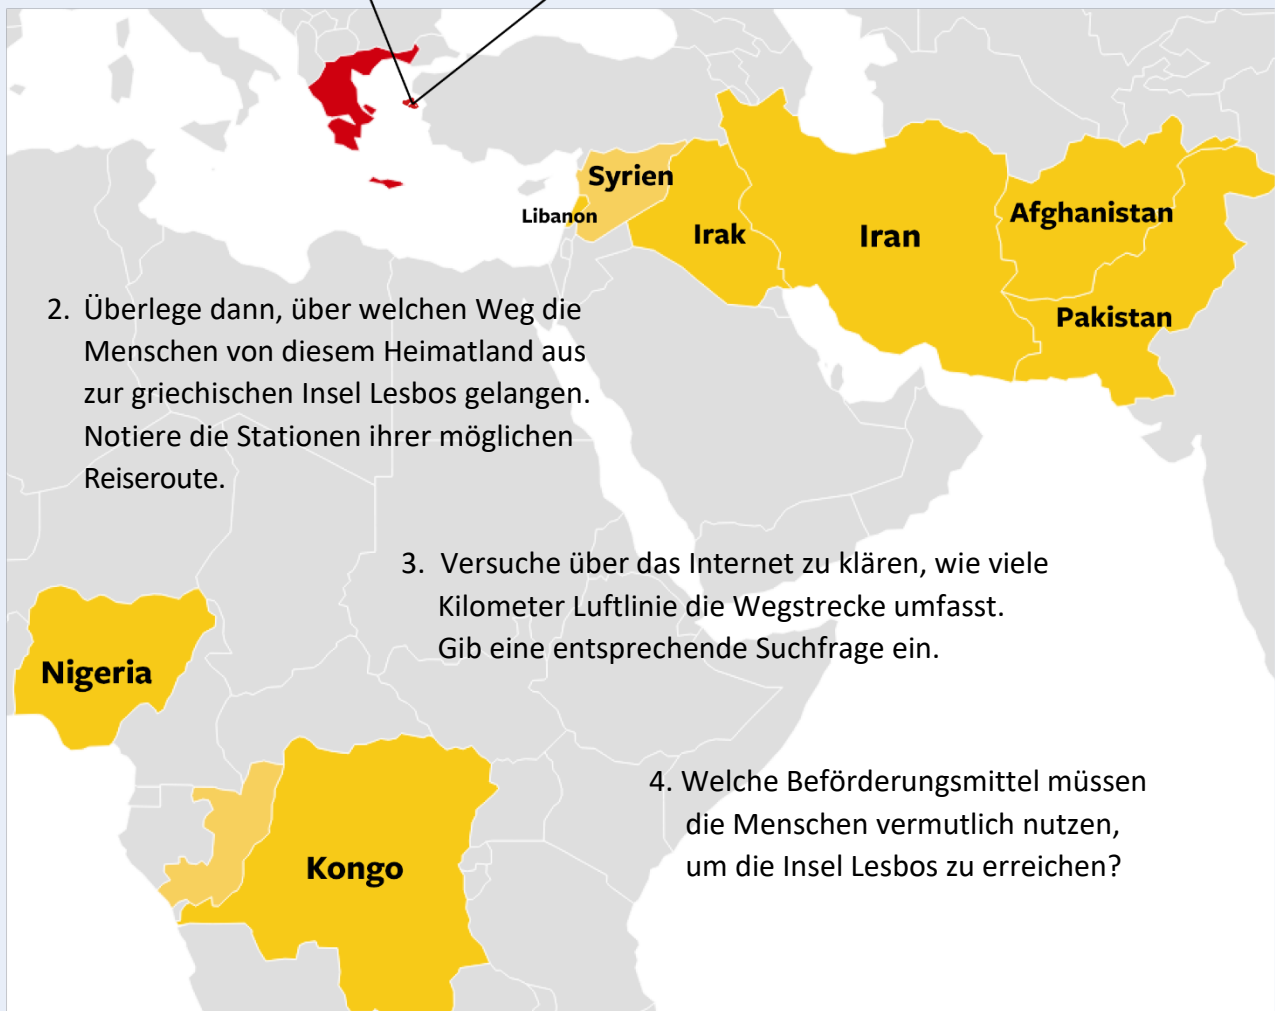 Syrien
Libanon
Irak
Iran
Afghanistan
Pakistan
2. Überlege dann, über welchen Weg die
Menschen von diesem Heimatland aus
zur griechischen Insel Lesbos gelangen.
Notiere die Stationen ihrer möglichen
Reiseroute.
3. Versuche über das Internet zu klären, wie viele
Kilometer Luftlinie die Wegstrecke umfasst.
Gib eine entsprechende Suchfrage ein.
Nigeria
4. Welche Beförderungsmittel müssen
die Menschen vermutlich nutzen,
um die Insel Lesbos zu erreichen?
Kongo